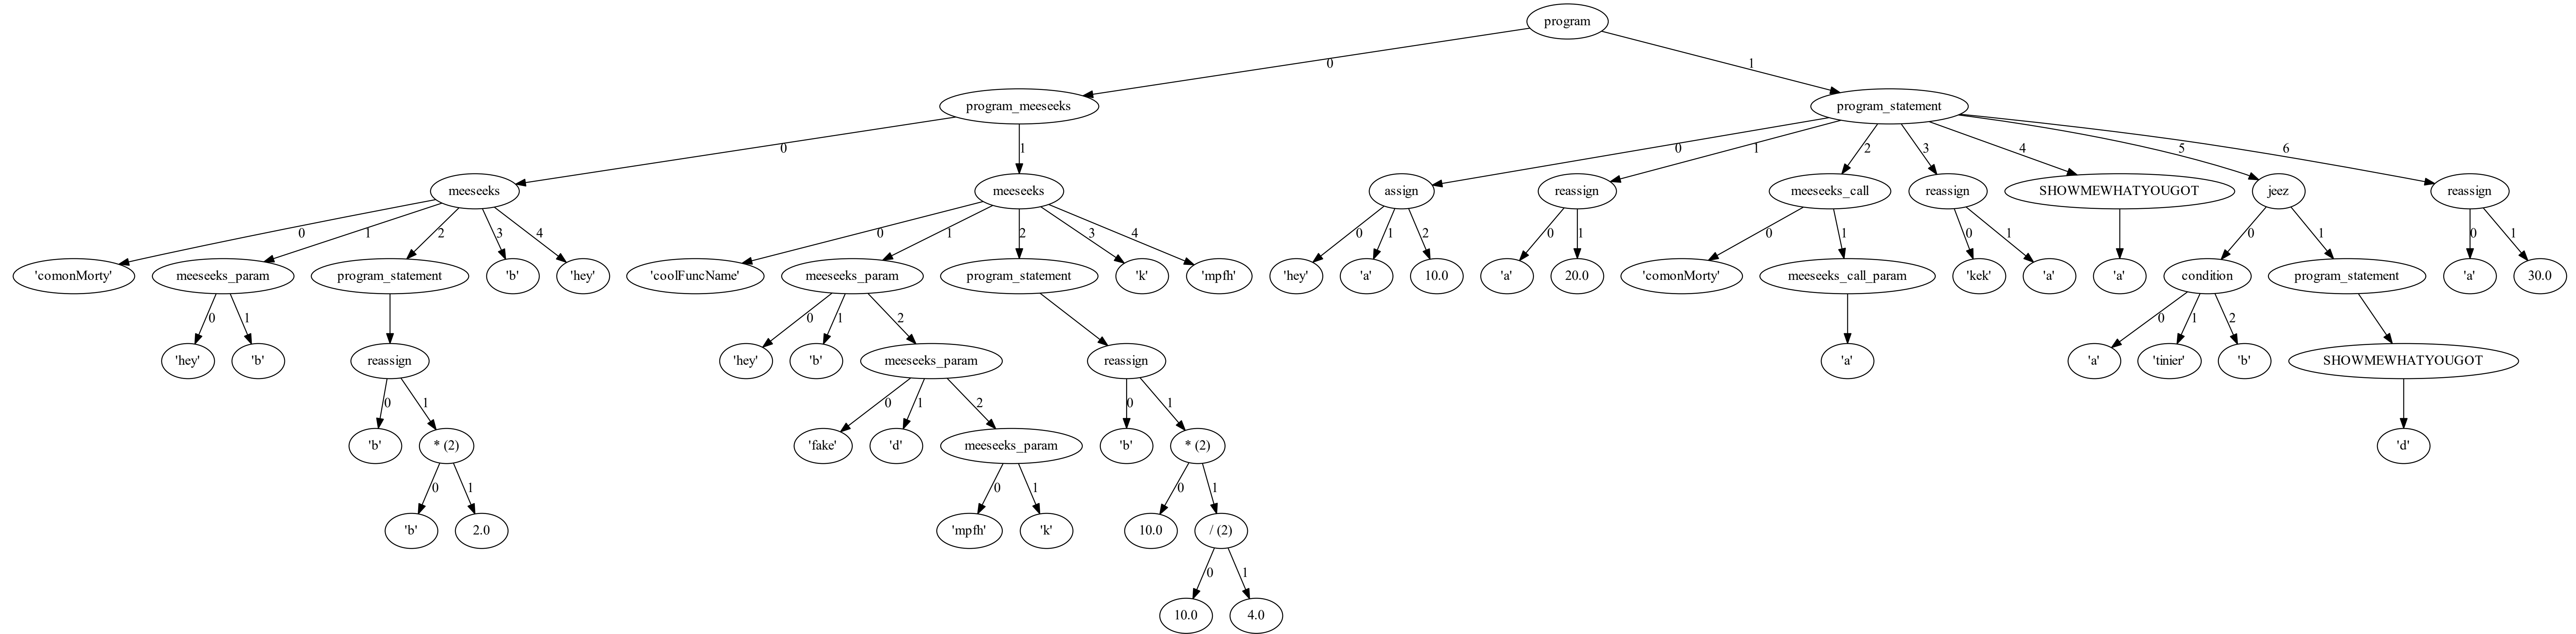 program
0 1
program_meeseeks program_statement
0 1 0 1 2 3 4 5 6
meeseeks meeseeks assign reassign meeseeks_call reassign SHOWMEWHATYOUGOT jeez reassign
0 1 2 3 4 0 1 2 3 4 0 1 2 0 1 0 1 0 1 0 1 0 1
'comonMorty' meeseeks_param program_statement 'b' 'hey' 'coolFuncName' meeseeks_param program_statement 'k' 'mpfh' 'hey' 'a' 10.0 'a' 20.0 'comonMorty' meeseeks_call_param 'kek' 'a' 'a' condition program_statement 'a' 30.0
0 1 0 1 2 0 1 2
'hey' 'b' reassign 'hey' 'b' meeseeks_param reassign 'a' 'a' 'tinier' 'b' SHOWMEWHATYOUGOT
0 1 0 1 2 0 1
'b' * (2) 'fake' 'd' meeseeks_param 'b' * (2) 'd'
0 1 0 1 0 1
'b' 2.0 'mpfh' 'k' 10.0 / (2)
0 1
10.0 4.0